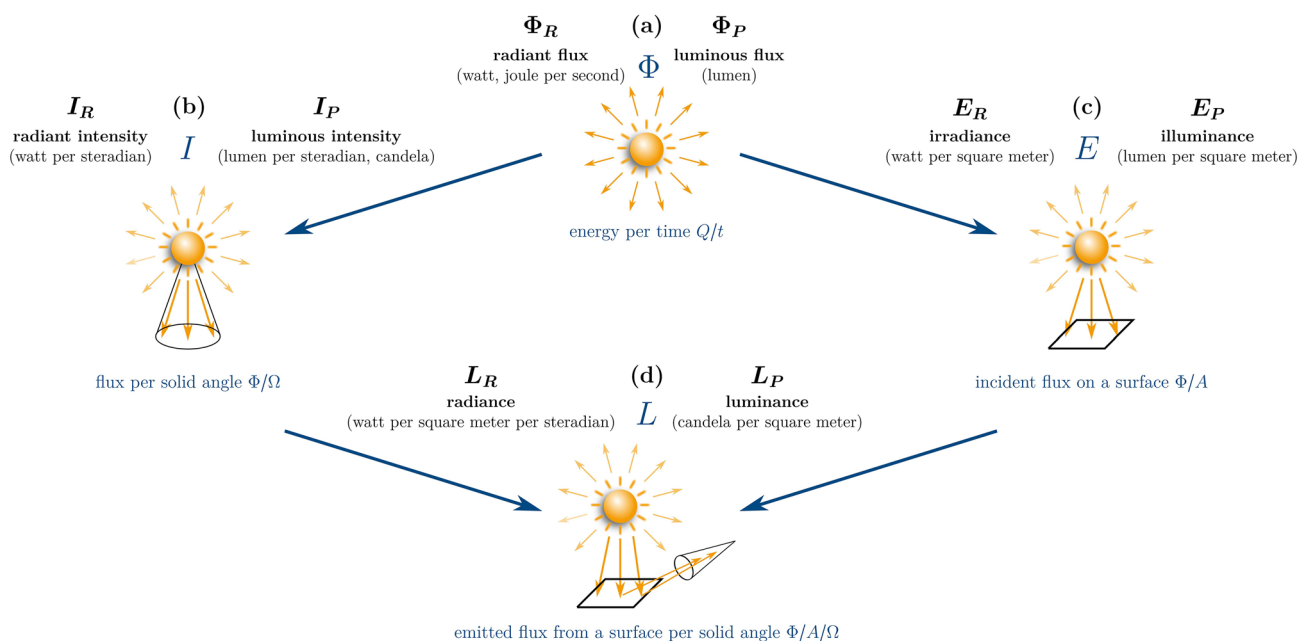 Φ_R (a) Φ_P
radiant flux Φ luminous flux
(watt, joule per second) (lumen)
energy per time Q/t
I_R (b) I_P
radiant intensity I luminous intensity
(watt per steradian) (lumen per steradian, candela)
flux per solid angle Φ/Ω
E_R (c) E_P
irradiance E illuminance
(watt per square meter) (lumen per square meter)
incident flux on a surface Φ/A
L_R (d) L_P
radiance L luminance
(watt per square meter per steradian) (candela per square meter)
emitted flux from a surface per solid angle Φ/A/Ω